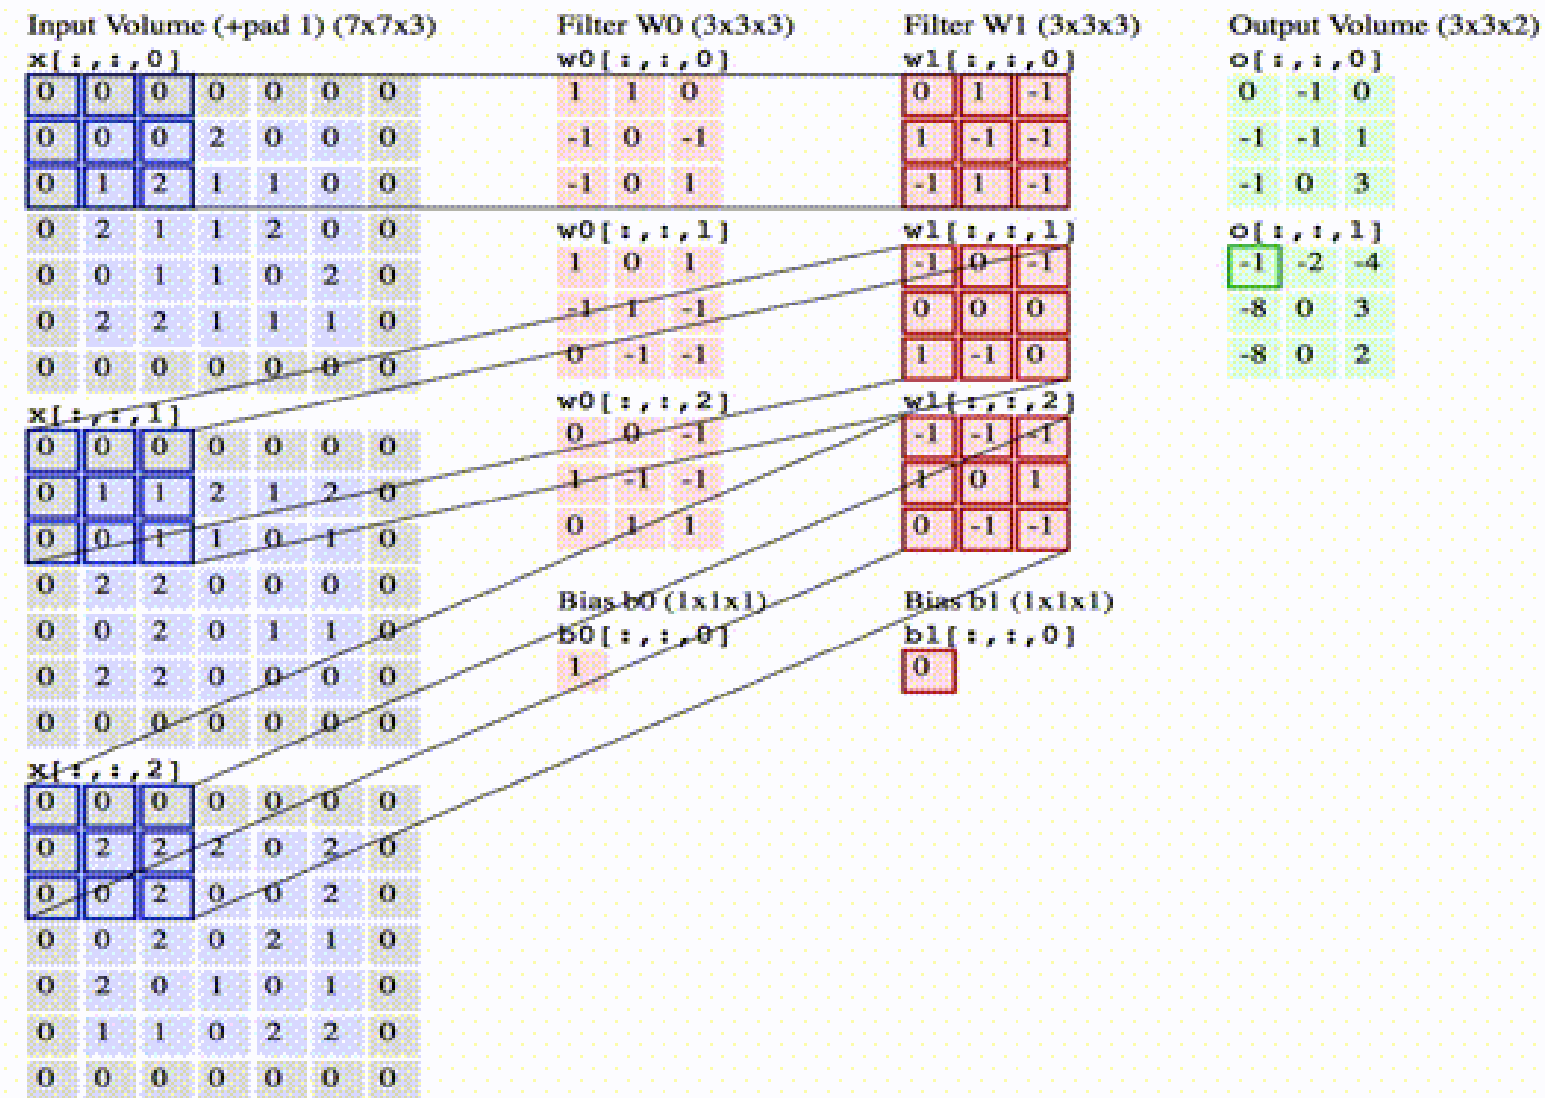 Input Volume (+pad 1) (7x7x3)
x[:,:,0]
0 0 0 0 0 0 0
0 0 0 2 0 0 0
0 1 2 1 1 0 0
0 2 1 1 2 0 0
0 0 1 1 0 2 0
0 2 2 1 1 1 0
0 0 0 0 0 0 0
x[:,:,1]
0 0 0 0 0 0 0
0 1 1 2 1 2 0
0 0 1 1 0 1 0
0 2 2 0 0 0 0
0 0 2 0 1 1 0
0 2 2 0 0 0 0
0 0 0 0 0 0 0
x[:,:,2]
0 0 0 0 0 0 0
0 2 2 2 0 2 0
0 0 2 0 0 2 0
0 0 2 0 2 1 0
0 2 0 1 0 1 0
0 1 1 0 2 2 0
0 0 0 0 0 0 0
Filter W0 (3x3x3)
w0[:,:,0]
1 1 0
-1 0 -1
-1 0 1
w0[:,:,1]
1 0 1
-1 1 -1
0 -1 -1
w0[:,:,2]
0 0 -1
1 -1 -1
0 1 1
Bias b0 (1x1x1)
b0[:,:,0]
1
Filter W1 (3x3x3)
w1[:,:,0]
0 1 -1
1 -1 -1
-1 1 -1
w1[:,:,1]
-1 0 -1
0 0 0
1 -1 0
w1[:,:,2]
-1 -1 -1
1 0 1
0 -1 -1
Bias b1 (1x1x1)
b1[:,:,0]
0
Output Volume (3x3x2)
o[:,:,0]
0 -1 0
-1 -1 1
-1 0 3
o[:,:,1]
-1 -2 -4
-8 0 3
-8 0 2